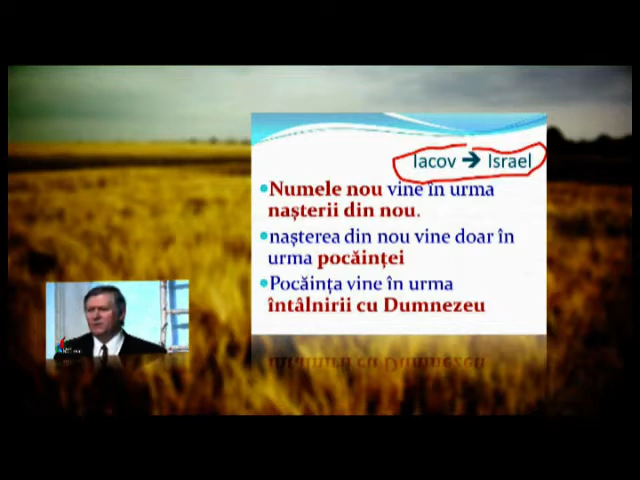 Iacov ➔ Israel
•Numele nou vine în urma
nașterii din nou.
•nașterea din nou vine doar în
urma pocăinței
•Pocăința vine în urma
întâlnirii cu Dumnezeu